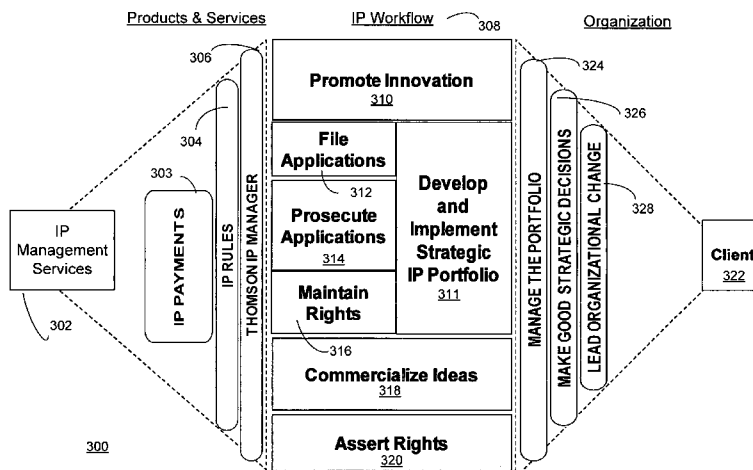 Products & Services
IP Workflow
Organization
306
308
324
326
304
303
328
302
316
312
300
IP
Management
Services
IP PAYMENTS
IP RULES
THOMSON IP MANAGER
Promote Innovation
310
File
Applications
Prosecute
Applications
314
Maintain
Rights
Develop
and
Implement
Strategic
IP Portfolio
311
Commercialize Ideas
318
Assert Rights
320
MANAGE THE PORTFOLIO
MAKE GOOD STRATEGIC DECISIONS
LEAD ORGANIZATIONAL CHANGE
Client
322